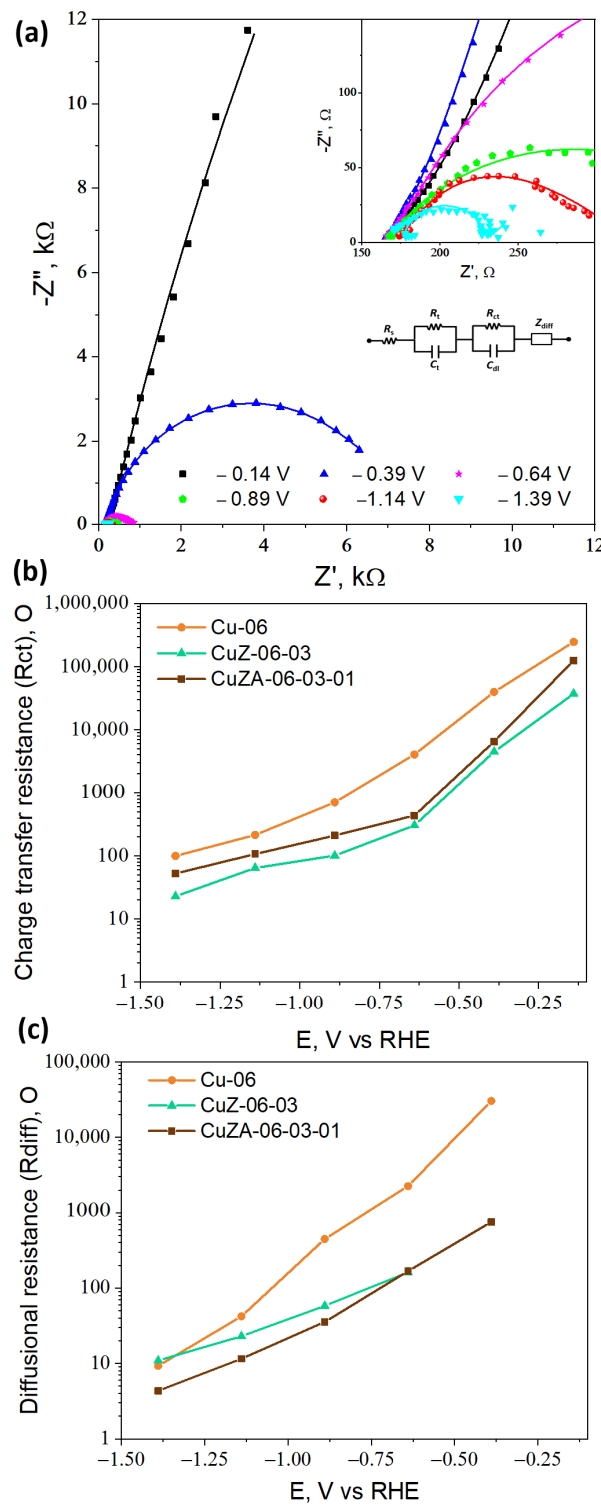 (a)
12
10
8
6
4
2
0
-Z'', kΩ
0 2 4 6 8 10 12
Z', kΩ
100
50
0
-Z'', Ω
150 200 250
Z', Ω
Rs Rt Ct Rct Cdl Zdiff
– 0.14 V – 0.39 V – 0.64 V
– 0.89 V –1.14 V – 1.39 V
(b)
1,000,000
100,000
10,000
1000
100
10
1
Charge transfer resistance (Rct), O
Cu-06
CuZ-06-03
CuZA-06-03-01
–1.50 –1.25 –1.00 –0.75 –0.50 –0.25
E, V vs RHE
(c)
100,000
10,000
1000
100
10
1
Diffusional resistance (Rdiff), O
Cu-06
CuZ-06-03
CuZA-06-03-01
–1.50 –1.25 –1.00 –0.75 –0.50 –0.25
E, V vs RHE